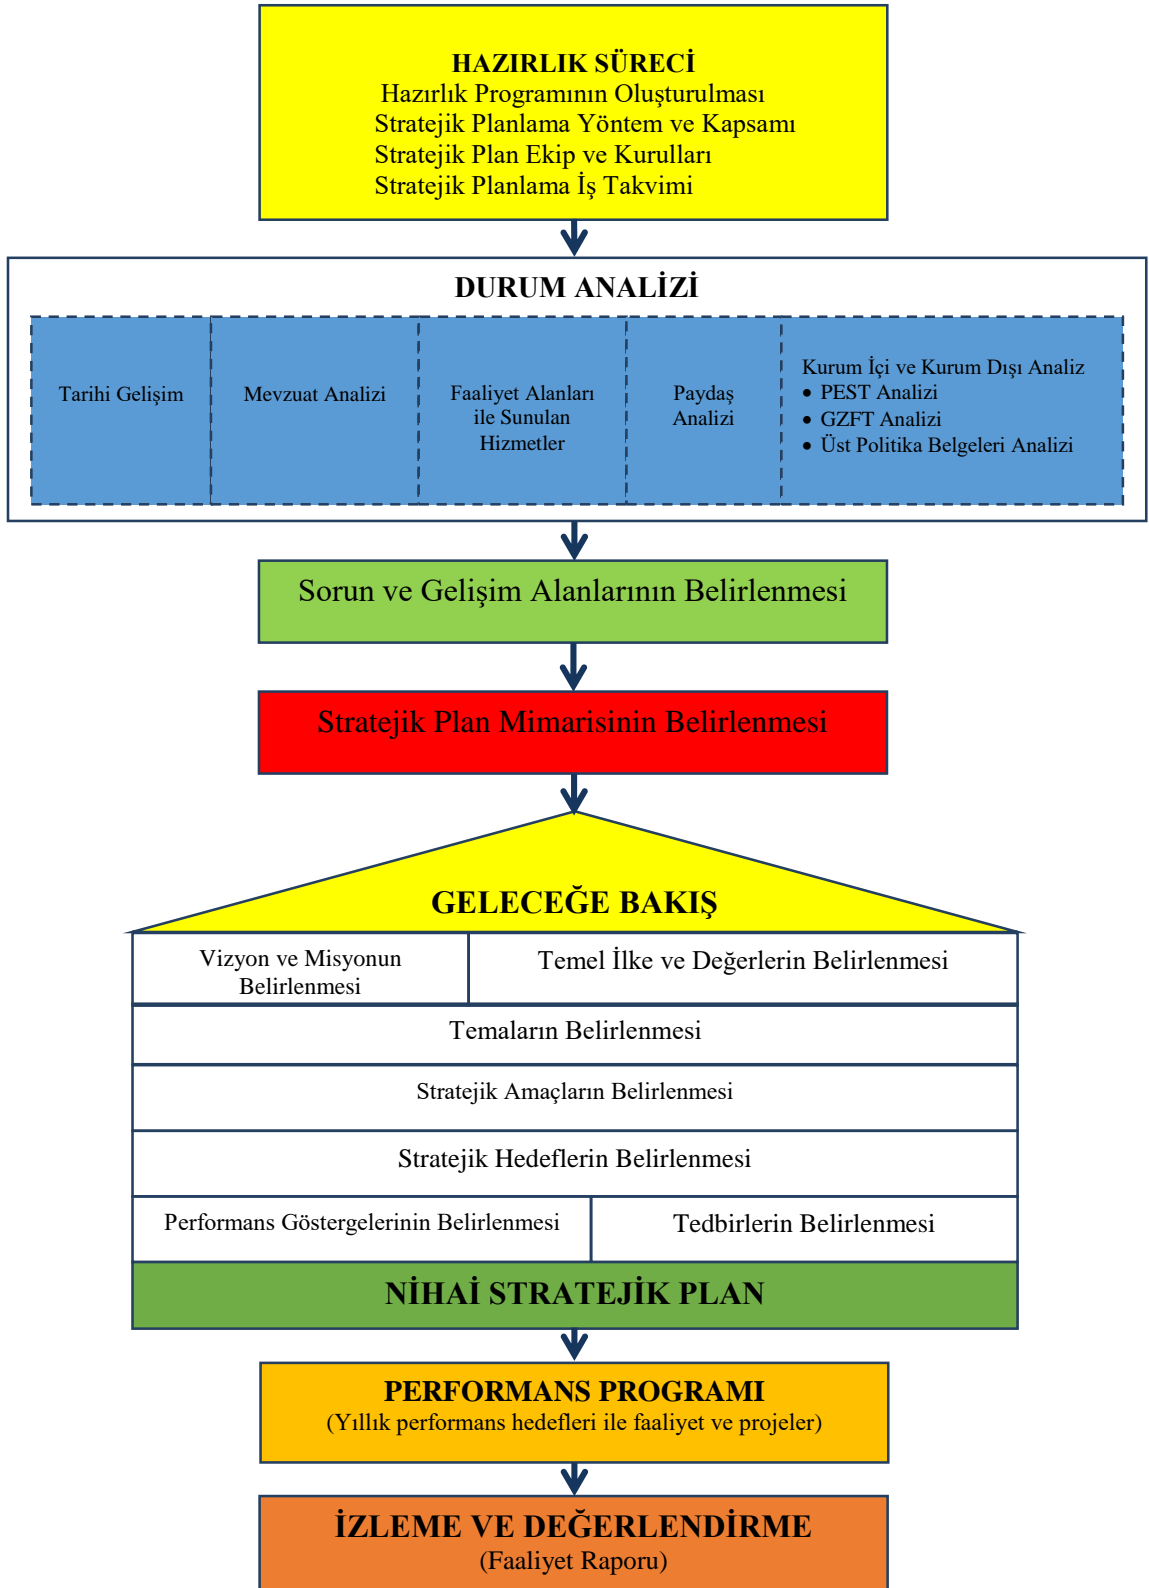 HAZIRLIK SÜRECİ
Hazırlık Programının Oluşturulması
Stratejik Planlama Yöntem ve Kapsamı
Stratejik Plan Ekip ve Kurulları
Stratejik Planlama İş Takvimi
DURUM ANALİZİ
Tarihi Gelişim
Mevzuat Analizi
Faaliyet Alanları
ile Sunulan
Hizmetler
Paydaş
Analizi
Kurum İçi ve Kurum Dışı Analiz
• PEST Analizi
• GZFT Analizi
• Üst Politika Belgeleri Analizi
Sorun ve Gelişim Alanlarının Belirlenmesi
Stratejik Plan Mimarisinin Belirlenmesi
GELECEĞE BAKIŞ
Vizyon ve Misyonun
Belirlenmesi
Temel İlke ve Değerlerin Belirlenmesi
Temaların Belirlenmesi
Stratejik Amaçların Belirlenmesi
Stratejik Hedeflerin Belirlenmesi
Performans Göstergelerinin Belirlenmesi
Tedbirlerin Belirlenmesi
NİHAİ STRATEJİK PLAN
PERFORMANS PROGRAMI
(Yıllık performans hedefleri ile faaliyet ve projeler)
İZLEME VE DEĞERLENDİRME
(Faaliyet Raporu)